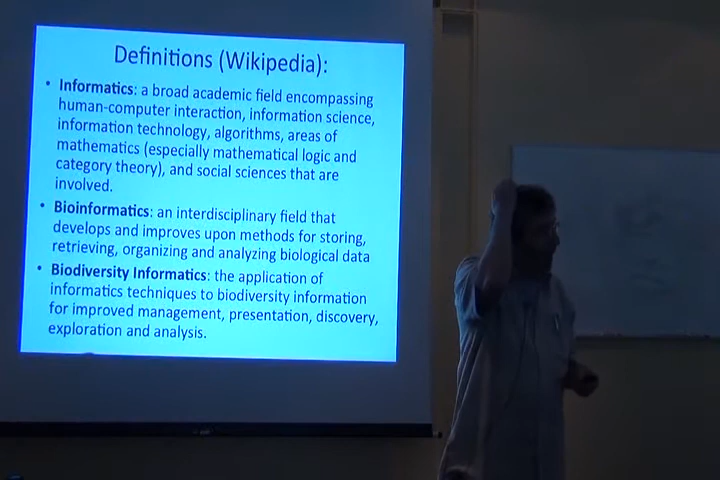 Definitions (Wikipedia):
• Informatics: a broad academic field encompassing
human-computer interaction, information science,
information technology, algorithms, areas of
mathematics (especially mathematical logic and
category theory), and social sciences that are
involved.
• Bioinformatics: an interdisciplinary field that
develops and improves upon methods for storing,
retrieving, organizing and analyzing biological data
• Biodiversity Informatics: the application of
informatics techniques to biodiversity information
for improved management, presentation, discovery,
exploration and analysis.